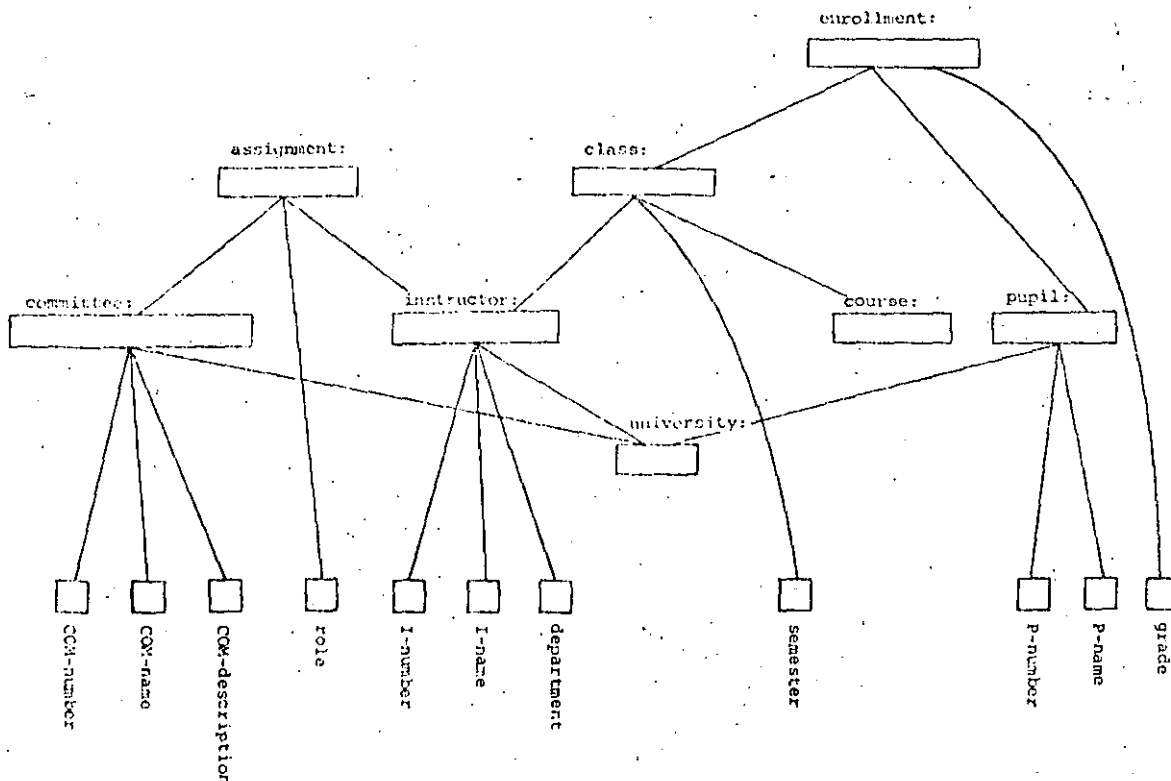 enrollment:
assignment:
class:
committee:
instructor:
course:
pupil:
university:
COM-number
COM-name
COM-description
role
I-number
I-name
department
semester
P-number
P-name
grade